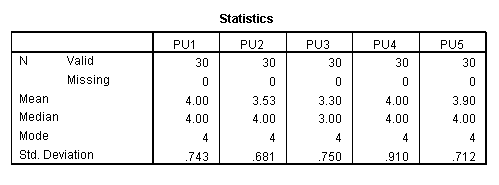 Statistics
PU1 PU2 PU3 PU4 PU5
N Valid 30 30 30 30 30
Missing 0 0 0 0 0
Mean 4.00 3.53 3.30 4.00 3.90
Median 4.00 4.00 3.00 4.00 4.00
Mode 4 4 4 4 4
Std. Deviation .743 .681 .750 .910 .712